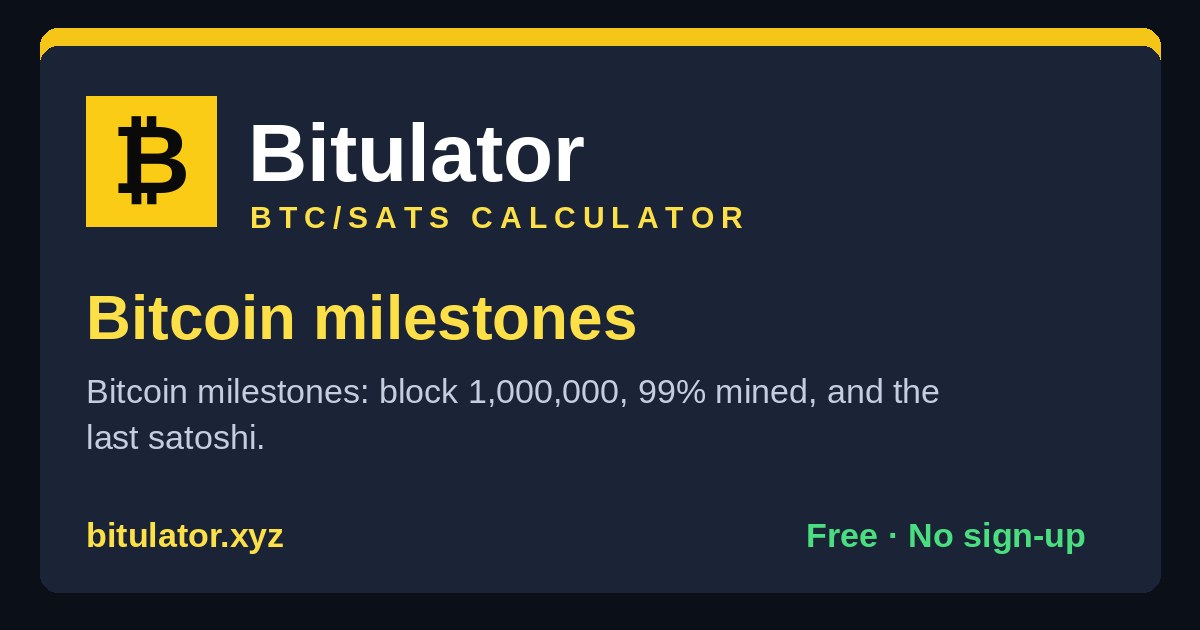 ₿
Bitulator
BTC/SATS CALCULATOR
Bitcoin milestones
Bitcoin milestones: block 1,000,000, 99% mined, and the
last satoshi.
bitulator.xyz
Free · No sign-up